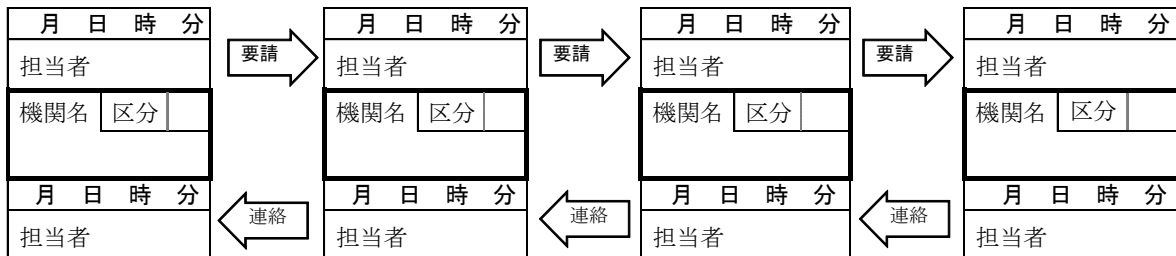 月 日 時 分 月 日 時 分 月 日 時 分 月 日 時 分
担当者 要請 担当者 要請 担当者 要請 担当者
機関名 区分 機関名 区分 機関名 区分 機関名 区分
月 日 時 分 月 日 時 分 月 日 時 分 月 日 時 分
担当者 連絡 担当者 連絡 担当者 連絡 担当者